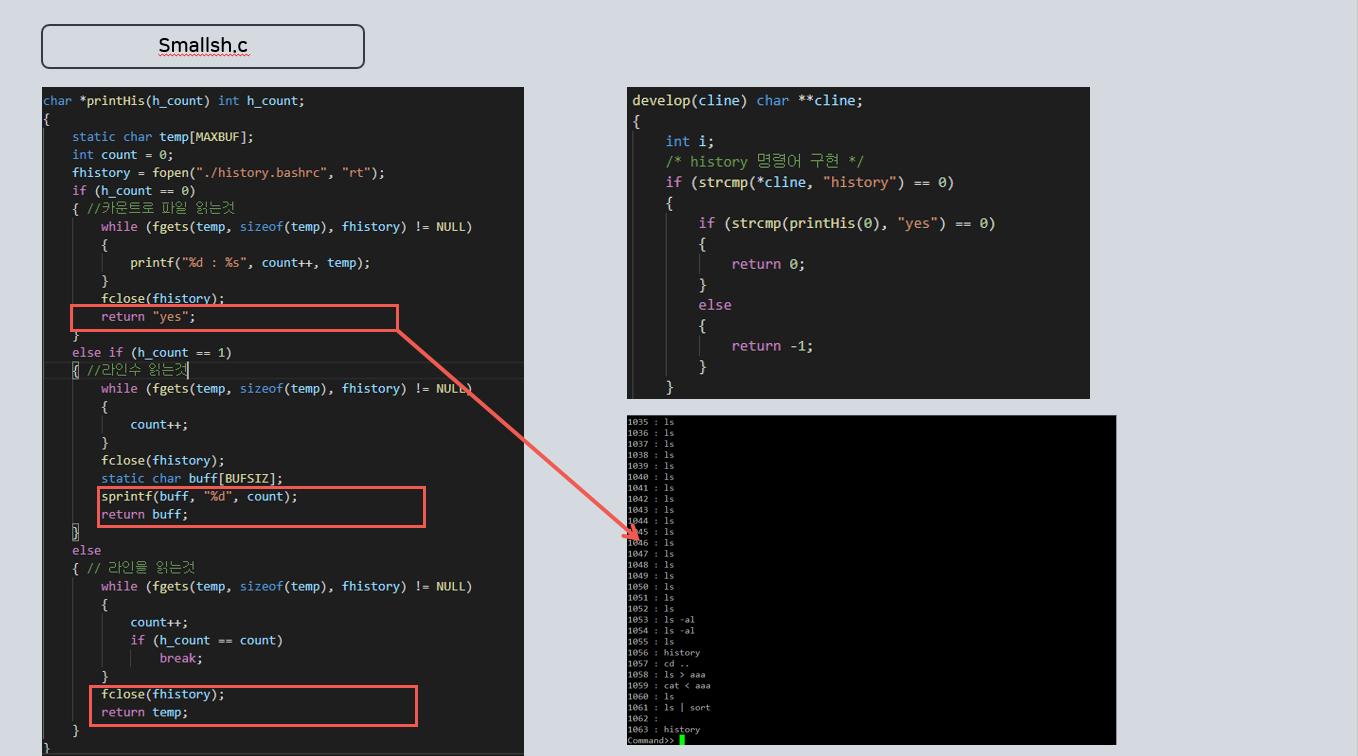 Smallsh.c
char *printHis(h_count) int h_count;
{
static char temp[MAXBUF];
int count = 0;
fhistory = fopen("./history.bashrc", "rt");
if (h_count == 0)
{ //카운트로 파일 읽는것
while (fgets(temp, sizeof(temp), fhistory) != NULL)
{
printf("%d : %s", count++, temp);
}
fclose(fhistory);
return "yes";
}
else if (h_count == 1)
{ //라인수 읽는것
while (fgets(temp, sizeof(temp), fhistory) != NULL)
{
count++;
}
fclose(fhistory);
static char buff[BUFSIZ];
sprintf(buff, "%d", count);
return buff;
}
else
{ // 라인을 읽는것
while (fgets(temp, sizeof(temp), fhistory) != NULL)
{
count++;
if (h_count == count)
break;
}
fclose(fhistory);
return temp;
}
}
develop(cline) char **cline;
{
int i;
/* history 명령어 구현 */
if (strcmp(*cline, "history") == 0)
{
if (strcmp(printHis(0), "yes") == 0)
{
return 0;
}
else
{
return -1;
}
}
1035 : ls
1036 : ls
1037 : ls
1038 : ls
1039 : ls
1040 : ls
1041 : ls
1042 : ls
1043 : ls
1044 : ls
1045 : ls
1046 : ls
1047 : ls
1048 : ls
1049 : ls
1050 : ls
1051 : ls
1052 : ls
1053 : ls -al
1054 : ls -al
1055 : ls
1056 : history
1057 : cd ..
1058 : ls > aaa
1059 : cat < aaa
1060 : ls
1061 : ls | sort
1062 :
1063 : history
Command>>